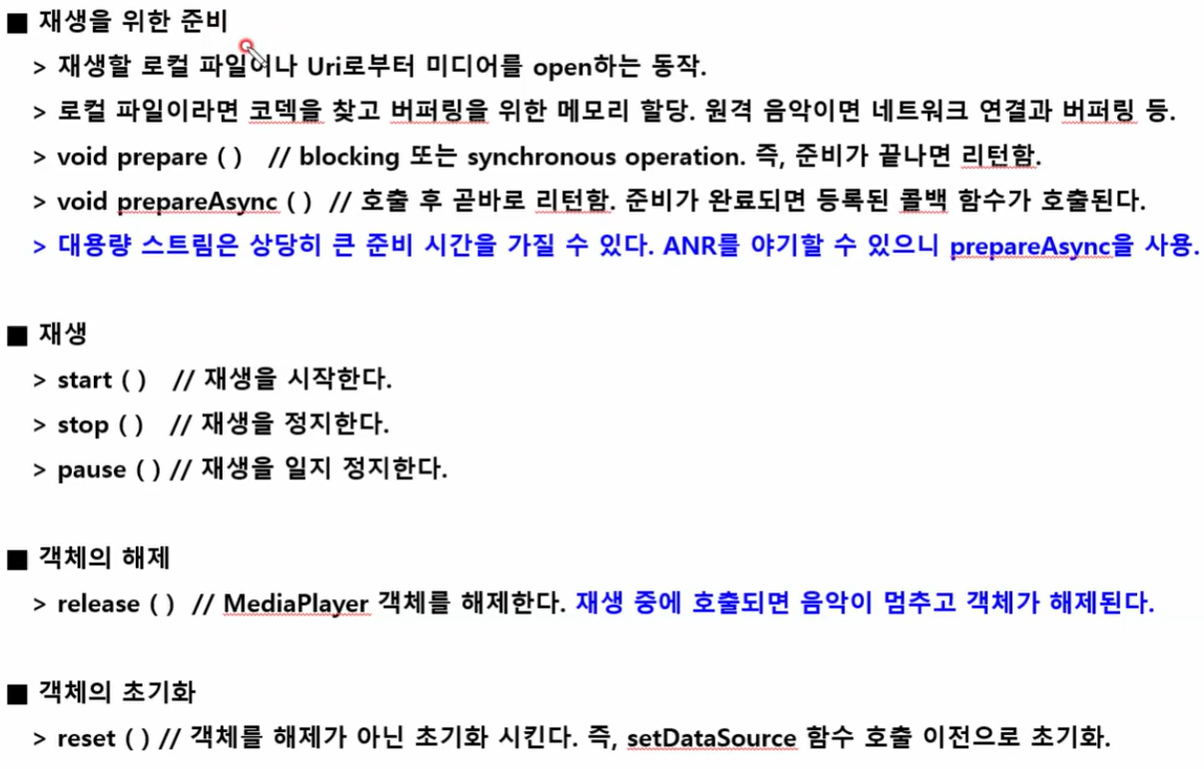 ■ 재생을 위한 준비
> 재생할 로컬 파일이나 Uri로부터 미디어를 open하는 동작.
> 로컬 파일이라면 코덱을 찾고 버퍼링을 위한 메모리 할당. 원격 음악이면 네트워크 연결과 버퍼링 등.
> void prepare ( ) // blocking 또는 synchronous operation. 즉, 준비가 끝나면 리턴함.
> void prepareAsync ( ) // 호출 후 곧바로 리턴함. 준비가 완료되면 등록된 콜백 함수가 호출된다.
> 대용량 스트림은 상당히 큰 준비 시간을 가질 수 있다. ANR를 야기할 수 있으니 prepareAsync을 사용.
■ 재생
> start ( ) // 재생을 시작한다.
> stop ( ) // 재생을 정지한다.
> pause ( ) // 재생을 일지 정지한다.
■ 객체의 해제
> release ( ) // MediaPlayer 객체를 해제한다. 재생 중에 호출되면 음악이 멈추고 객체가 해제된다.
■ 객체의 초기화
> reset ( ) // 객체를 해제가 아닌 초기화 시킨다. 즉, setDataSource 함수 호출 이전으로 초기화.